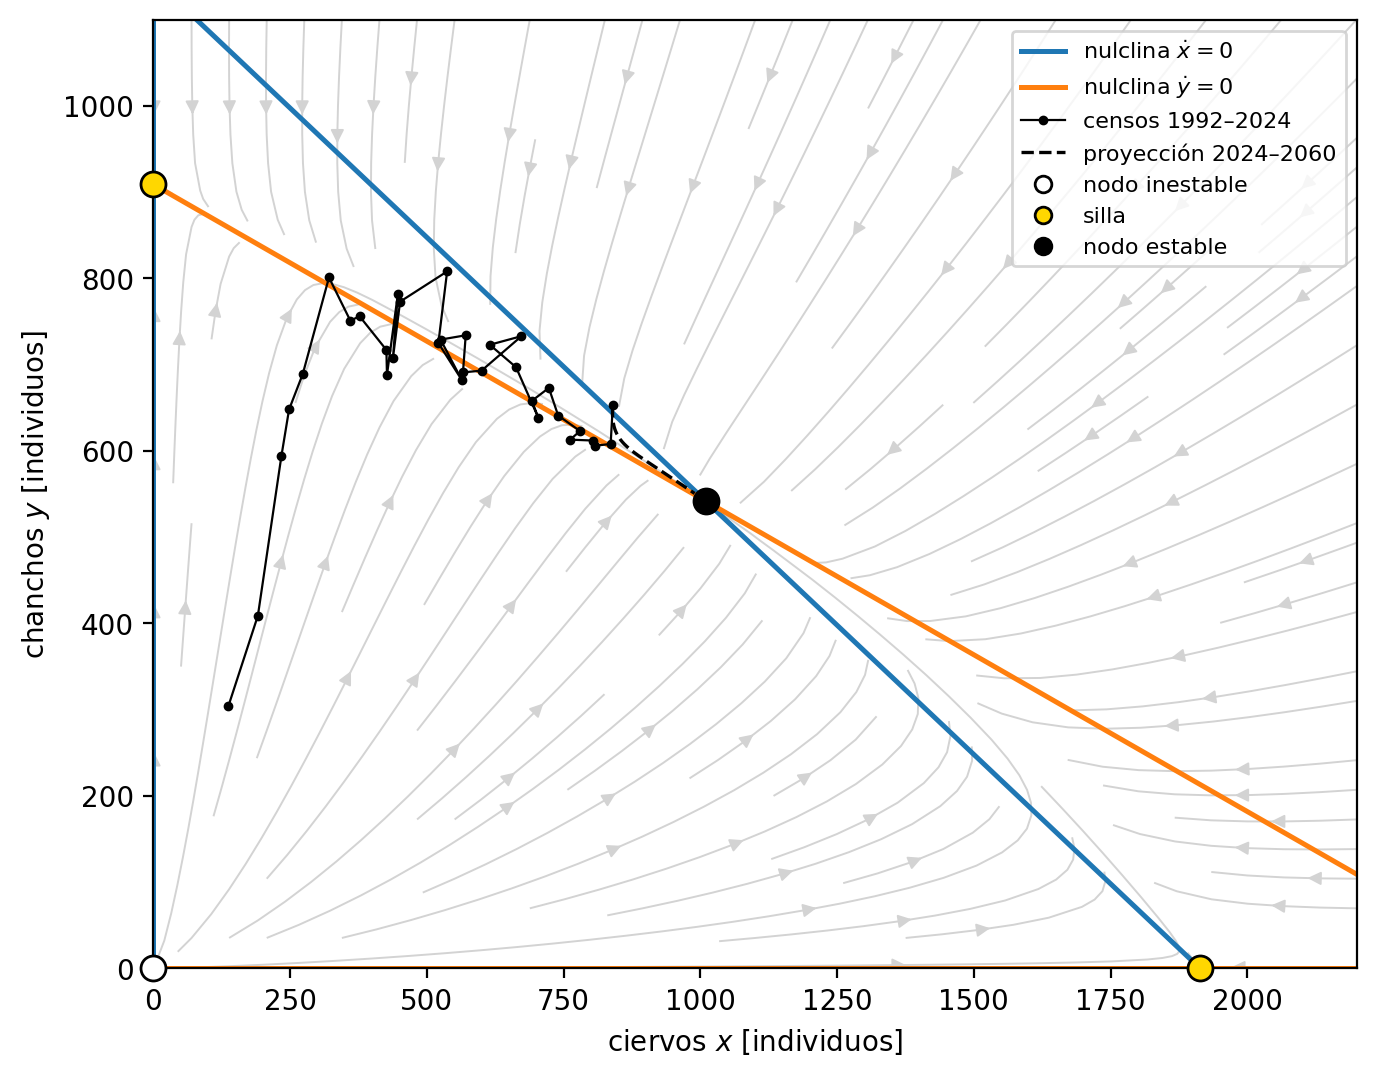 nulclina ẋ = 0
nulclina ẏ = 0
censos 1992–2024
proyección 2024–2060
nodo inestable
silla
nodo estable
chanchos y [individuos]
1000
800
600
400
200
0
0 250 500 750 1000 1250 1500 1750 2000
ciervos x [individuos]